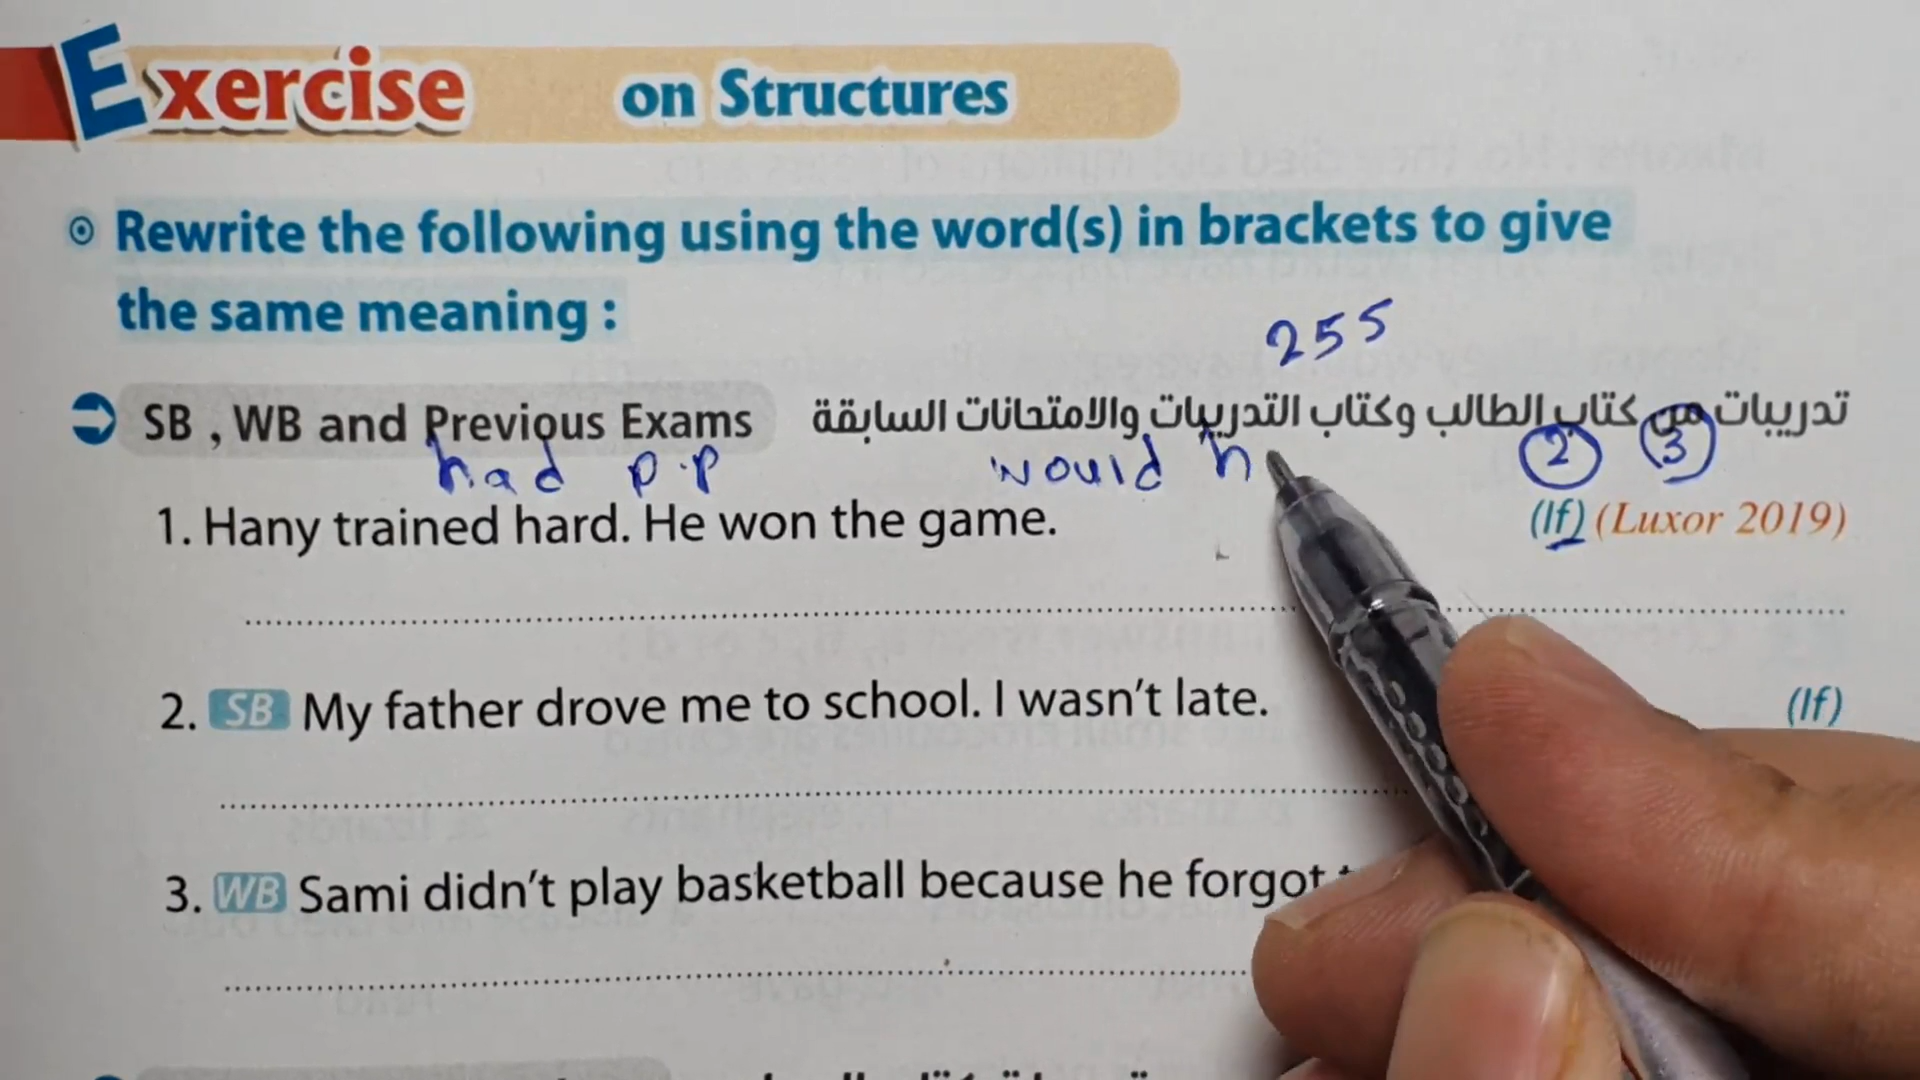 Exercise on Structures
Rewrite the following using the word(s) in brackets to give
the same meaning :
255
SB , WB and Previous Exams تدريبات من كتاب الطالب وكتاب التدريبات والامتحانات السابقة
had p.p would h 2 3
1. Hany trained hard. He won the game. (If) (Luxor 2019)
2. SB My father drove me to school. I wasn't late. (If)
3. WB Sami didn't play basketball because he forgot